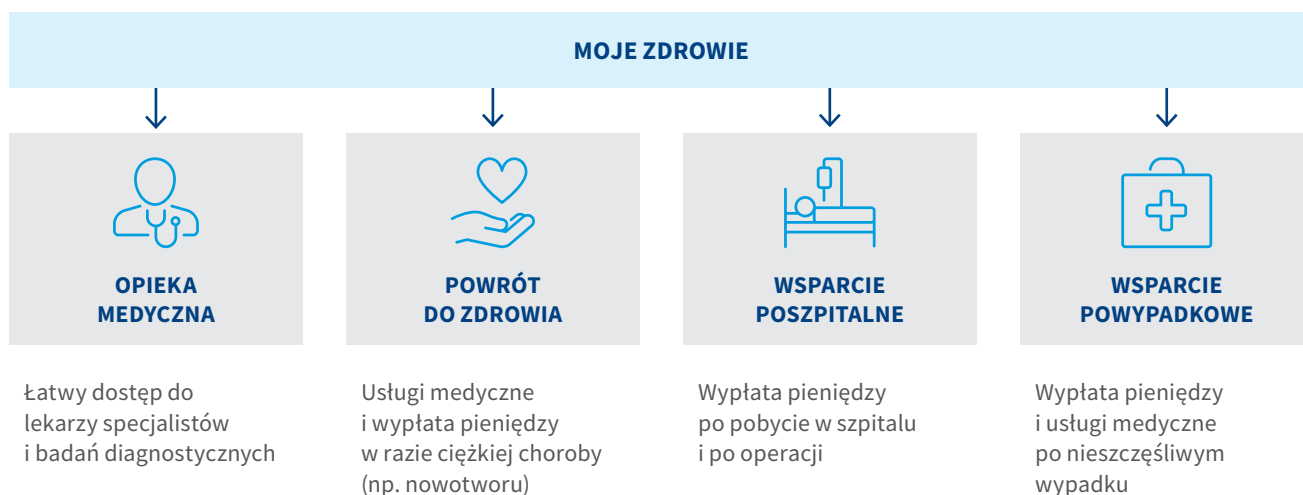 MOJE ZDROWIE
OPIEKA
MEDYCZNA
Łatwy dostęp do
lekarzy specjalistów
i badań diagnostycznych
POWRÓT
DO ZDROWIA
Usługi medyczne
i wypłata pieniędzy
w razie ciężkiej choroby
(np. nowotworu)
WSPARCIE
POSZPITALNE
Wypłata pieniędzy
po pobycie w szpitalu
i po operacji
WSPARCIE
POWYPADKOWE
Wypłata pieniędzy
i usługi medyczne
po nieszczęśliwym
wypadku